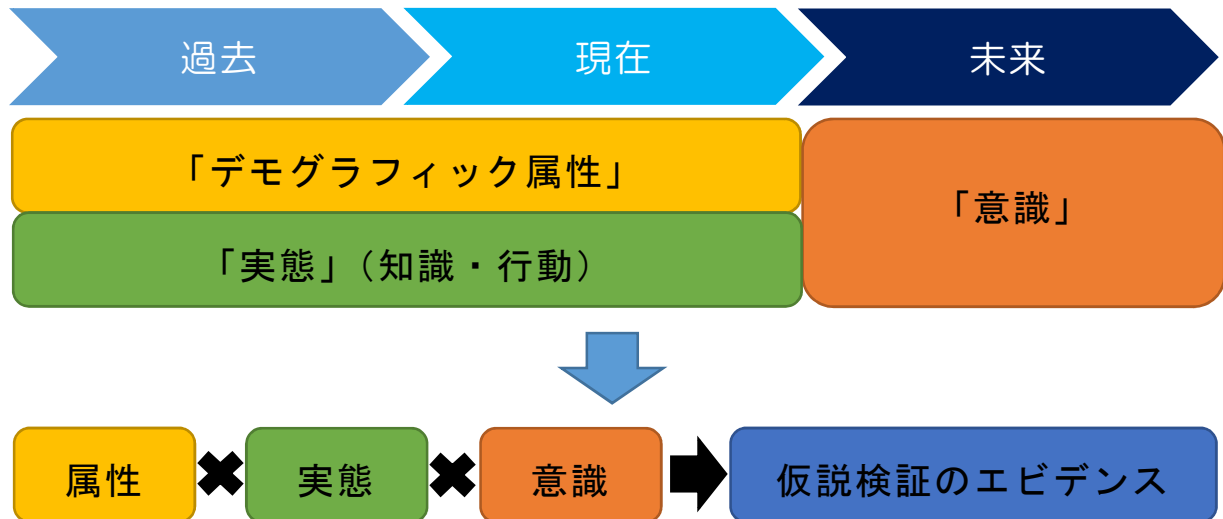 過去
現在
未来
「デモグラフィック属性」
「意識」
「実態」（知識・行動）
属性
実態
意識
仮説検証のエビデンス